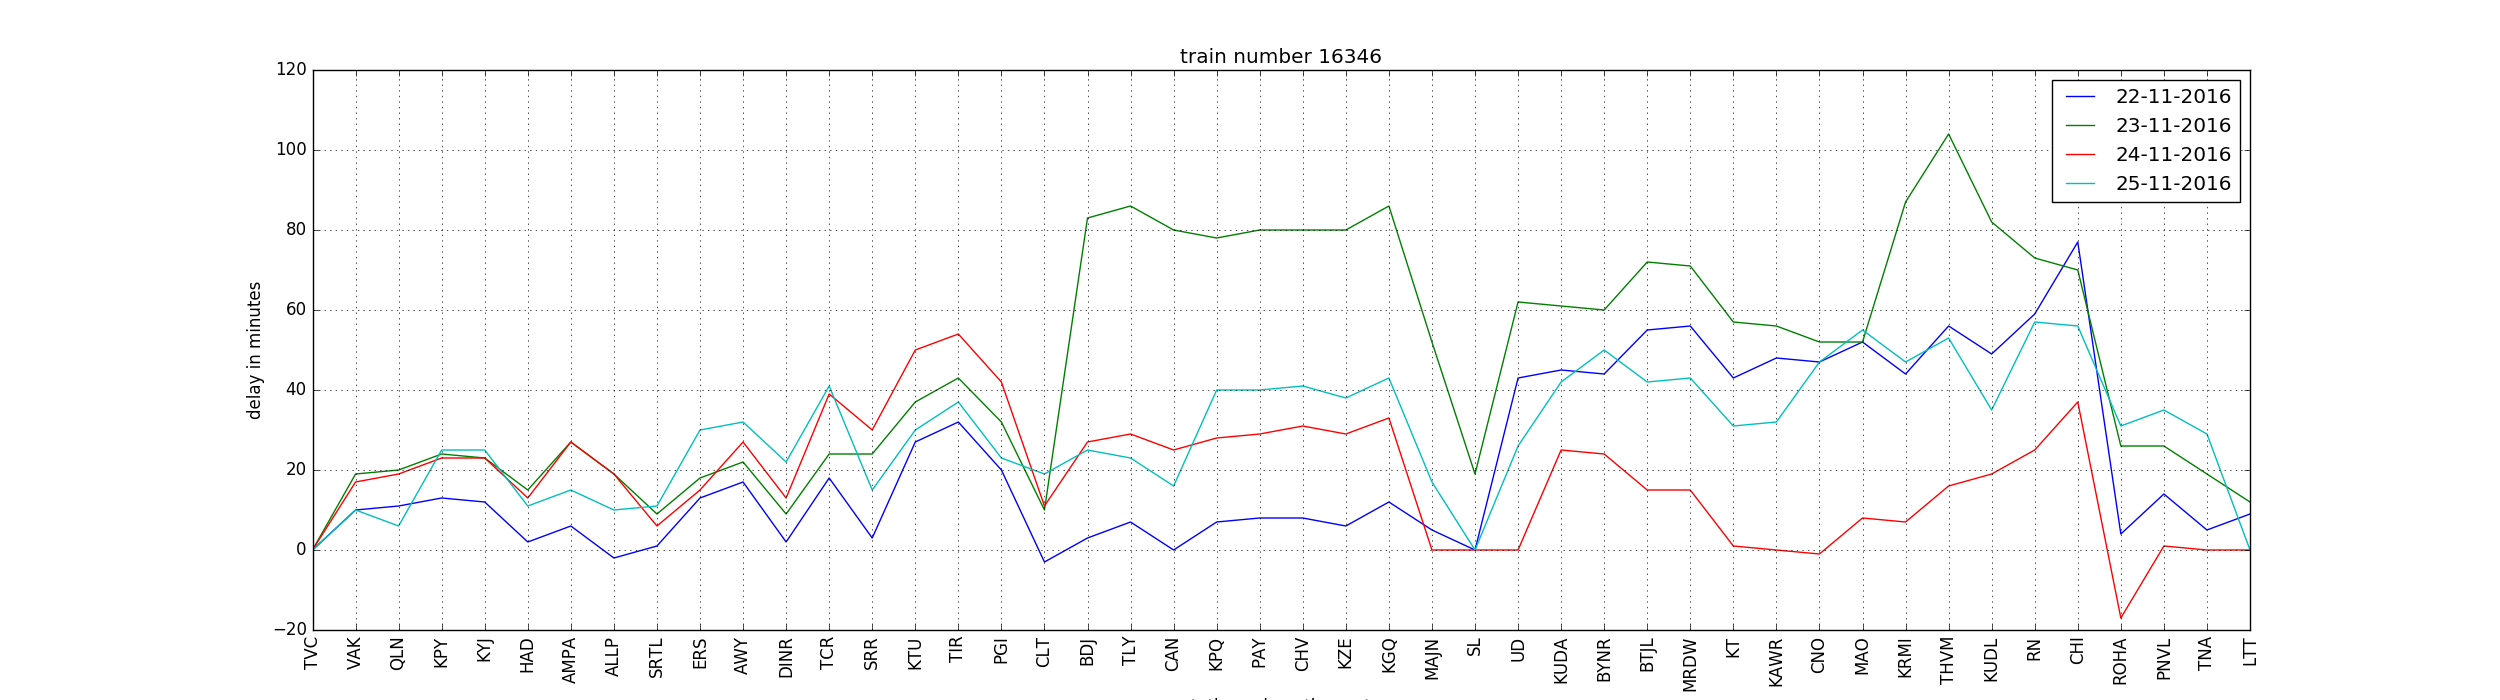 train number 16346
120
100
80
60
40
20
0
−20
delay in minutes
22-11-2016
23-11-2016
24-11-2016
25-11-2016
TVC
VAK
QLN
KPY
KYJ
HAD
AMPA
ALLP
SRTL
ERS
AWY
DINR
TCR
SRR
KTU
TIR
PGI
CLT
BDJ
TLY
CAN
KPQ
PAY
CHV
KZE
KGQ
MAJN
SL
UD
KUDA
BYNR
BTJL
MRDW
KT
KAWR
CNO
MAO
KRMI
THVM
KUDL
RN
CHI
ROHA
PNVL
TNA
LTT